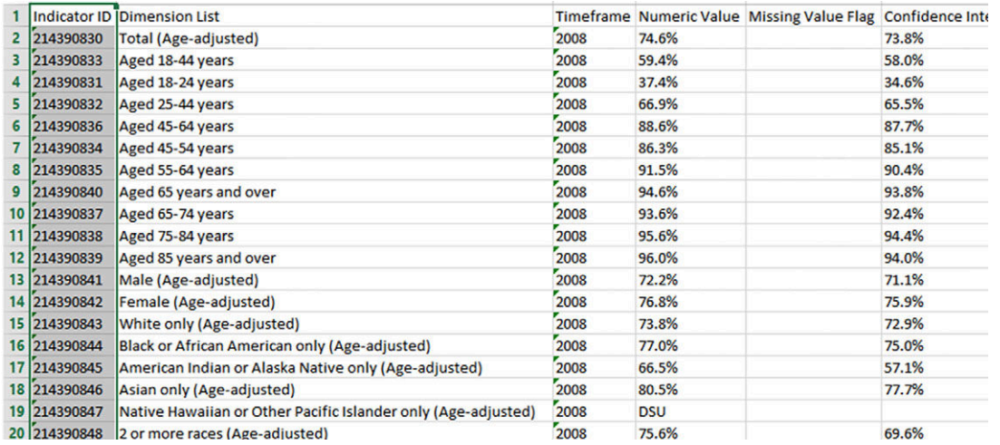 1 Indicator ID Dimension List Timeframe Numeric Value Missing Value Flag Confidence Inte
2 214390830 Total (Age-adjusted) 2008 74.6% 73.8%
3 214390833 Aged 18-44 years 2008 59.4% 58.0%
4 214390831 Aged 18-24 years 2008 37.4% 34.6%
5 214390832 Aged 25-44 years 2008 66.9% 65.5%
6 214390836 Aged 45-64 years 2008 88.6% 87.7%
7 214390834 Aged 45-54 years 2008 86.3% 85.1%
8 214390835 Aged 55-64 years 2008 91.5% 90.4%
9 214390840 Aged 65 years and over 2008 94.6% 93.8%
10 214390837 Aged 65-74 years 2008 93.6% 92.4%
11 214390838 Aged 75-84 years 2008 95.6% 94.4%
12 214390839 Aged 85 years and over 2008 96.0% 94.0%
13 214390841 Male (Age-adjusted) 2008 72.2% 71.1%
14 214390842 Female (Age-adjusted) 2008 76.8% 75.9%
15 214390843 White only (Age-adjusted) 2008 73.8% 72.9%
16 214390844 Black or African American only (Age-adjusted) 2008 77.0% 75.0%
17 214390845 American Indian or Alaska Native only (Age-adjusted) 2008 66.5% 57.1%
18 214390846 Asian only (Age-adjusted) 2008 80.5% 77.7%
19 214390847 Native Hawaiian or Other Pacific Islander only (Age-adjusted) 2008 DSU
20 214390848 2 or more races (Age-adjusted) 2008 75.6% 69.6%